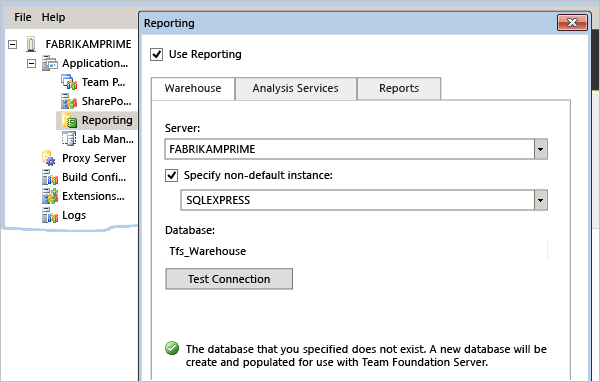 File Help
FABRIKAMPRIME
Application...
Team P...
SharePo...
Reporting
Lab Man...
Proxy Server
Build Confi...
Extensions...
Logs
Reporting
Use Reporting
Warehouse Analysis Services Reports
Server:
FABRIKAMPRIME
Specify non-default instance:
SQLEXPRESS
Database:
Tfs_Warehouse
Test Connection
The database that you specified does not exist. A new database will be
create and populated for use with Team Foundation Server.